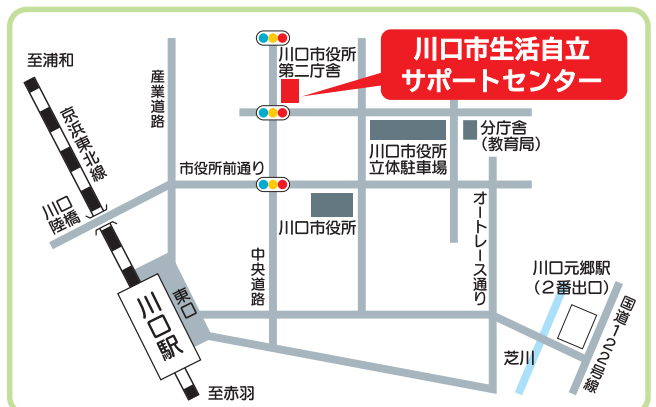 至浦和
京浜東北線
産業道路
川口市役所
第二庁舎
川口市生活自立
サポートセンター
川口市役所
立体駐車場
分庁舎
(教育局)
市役所前通り
川口
陸橋
川口市役所
中央道路
オートレース通り
東口
川口駅
川口元郷駅
(2番出口)
国道122号線
芝川
至赤羽